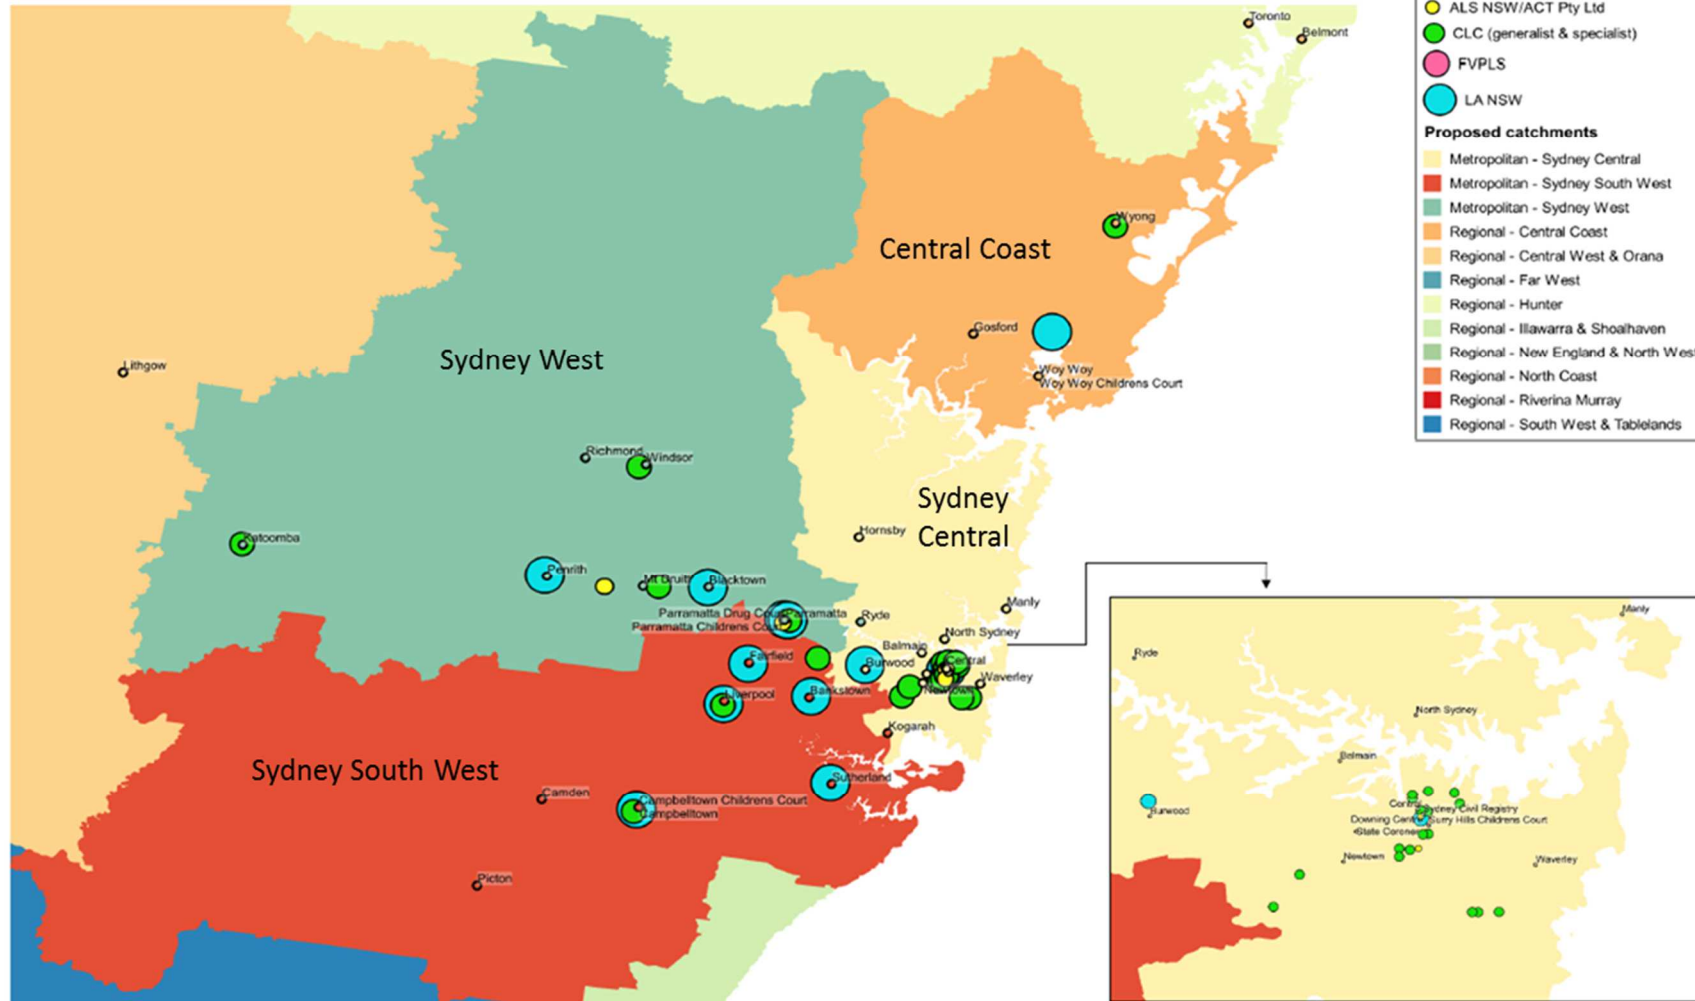 Toronto
Belmont
ALS NSW/ACT Pty Ltd
CLC (generalist & specialist)
FVPLS
LA NSW
Proposed catchments
Metropolitan - Sydney Central
Metropolitan - Sydney South West
Metropolitan - Sydney West
Regional - Central Coast
Regional - Central West & Orana
Regional - Far West
Regional - Hunter
Regional - Illawarra & Shoalhaven
Regional - New England & North West
Regional - North Coast
Regional - Riverina Murray
Regional - South West & Tablelands
Wyong
Central Coast
Gosford
Woy Woy
Woy Woy Childrens Court
Sydney West
Lithgow
Richmond
Windsor
Sydney
Central
Hornsby
Katoomba
Penrith
Mt Druitt
Blacktown
Parramatta Drug Court
Parramatta
Parramatta Childrens Court
Ryde
Manly
North Sydney
Balmain
Central
Fairfield
Burwood
Waverley
Newtown
Liverpool
Bankstown
Kogarah
Sydney South West
Sutherland
Camden
Campbelltown Childrens Court
Campbelltown
Picton
Manly
Ryde
North Sydney
Balmain
Burwood
Central
Sydney Civil Registry
Downing Centre
Surry Hills Childrens Court
State Coroners
Newtown
Waverley